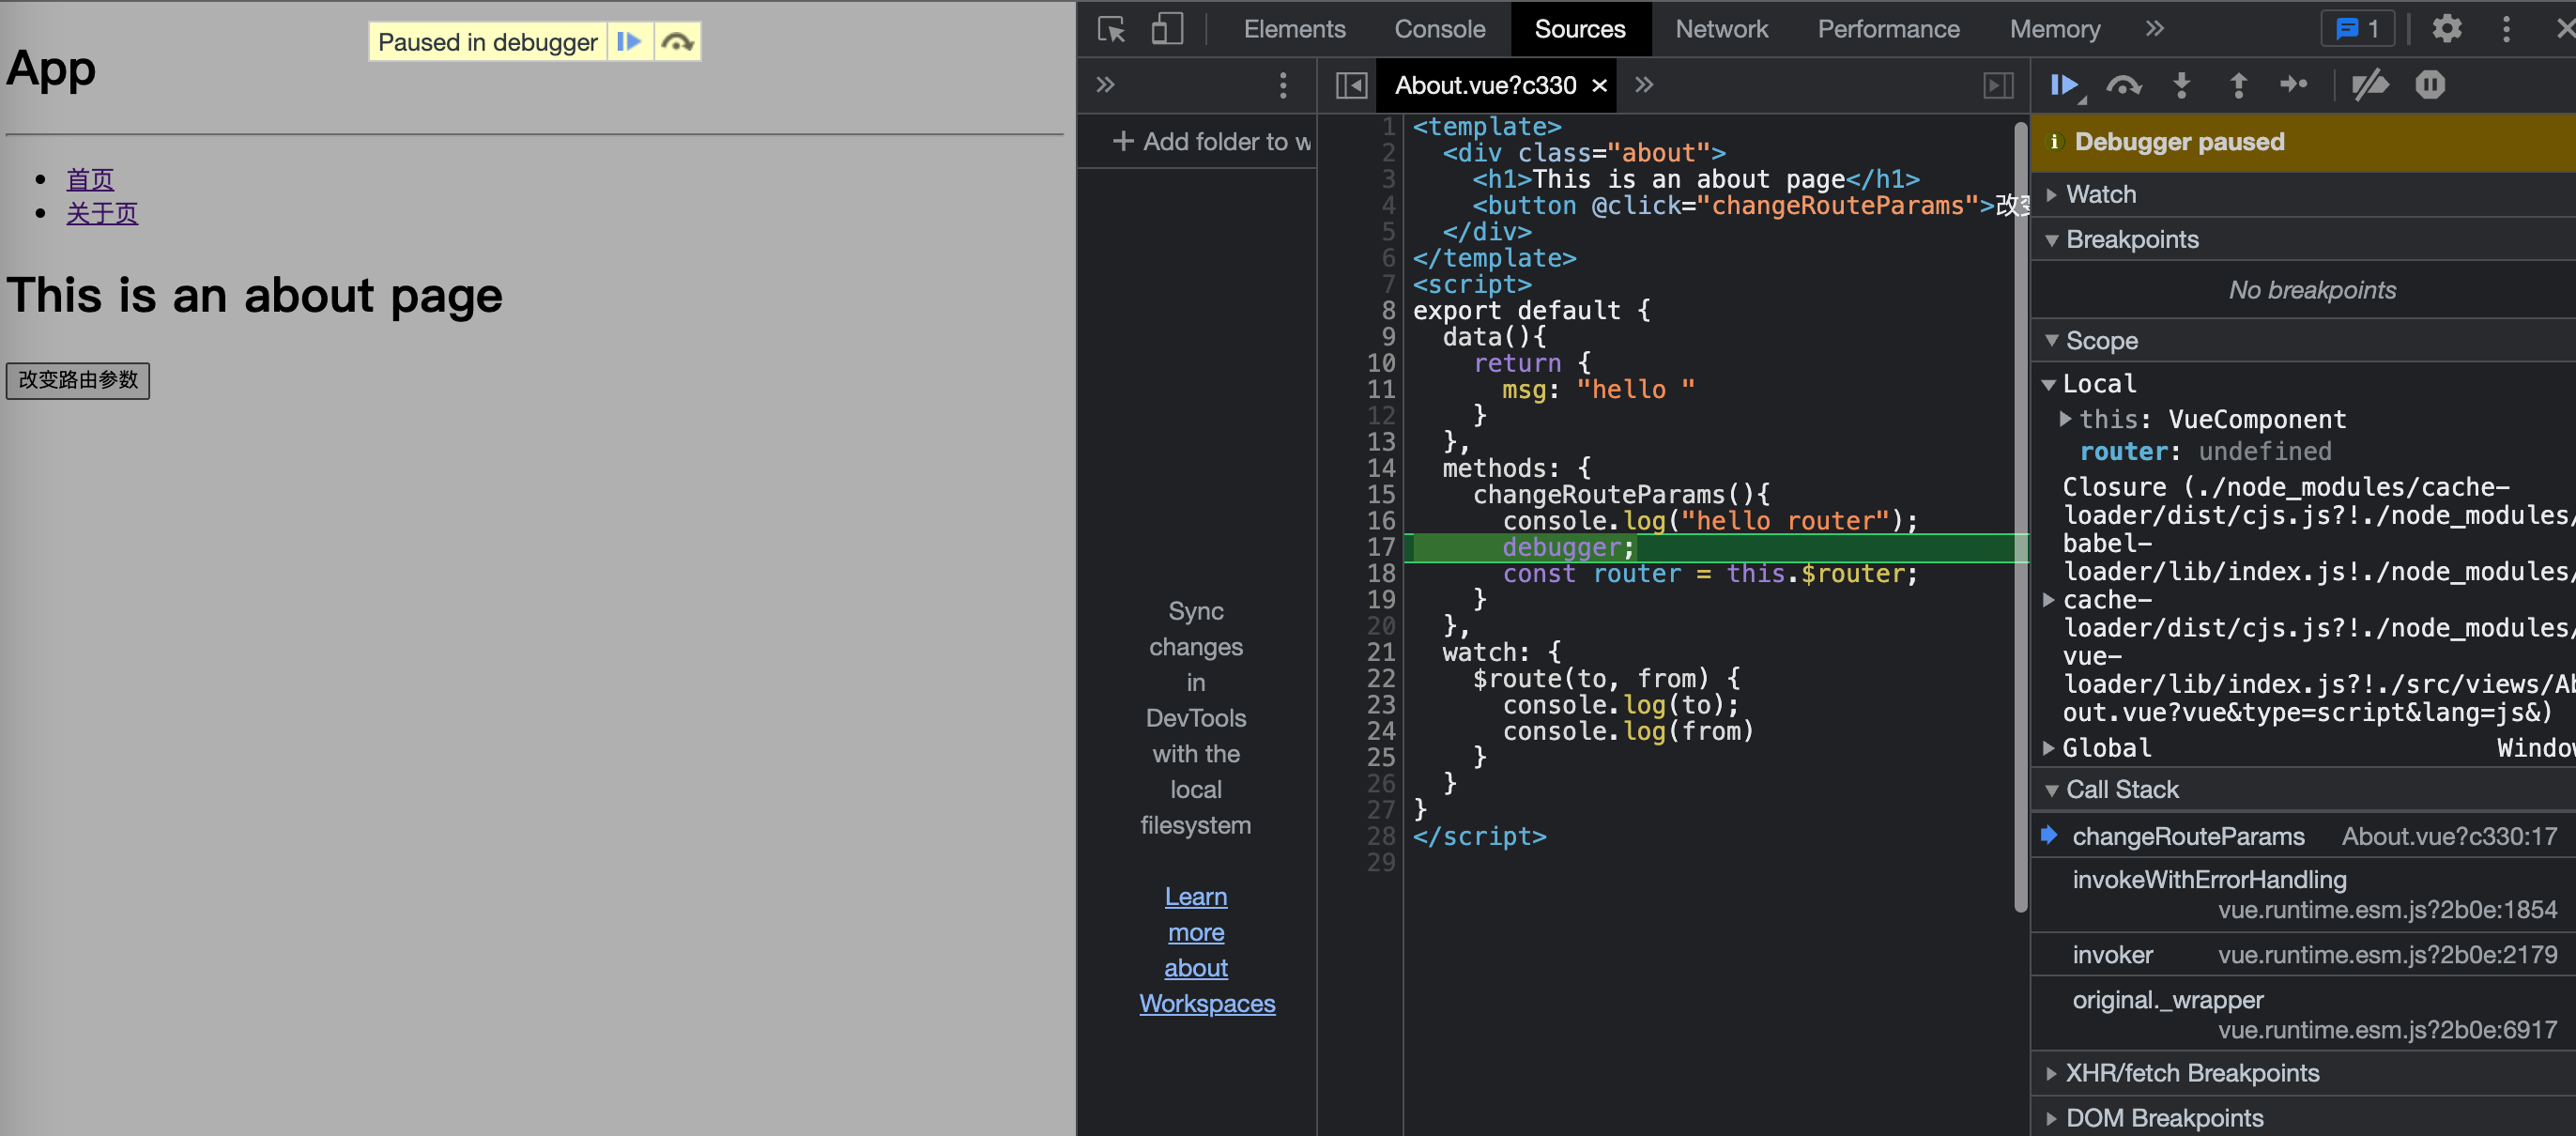 Paused in debugger
App
首页
关于页
This is an about page
改变路由参数
Elements Console Sources Network Performance Memory 1
About.vue?c330
Add folder to w
Sync
changes
in
DevTools
with the
local
filesystem
Learn
more
about
Workspaces
1 <template>
2 <div class="about">
3 <h1>This is an about page</h1>
4 <button @click="changeRouteParams">改变
5 </div>
6 </template>
7 <script>
8 export default {
9 data(){
10 return {
11 msg: "hello "
12 }
13 },
14 methods: {
15 changeRouteParams(){
16 console.log("hello router");
17 debugger;
18 const router = this.$router;
19 }
20 },
21 watch: {
22 $route(to, from) {
23 console.log(to);
24 console.log(from)
25 }
26 }
27 }
28 </script>
29
Debugger paused
Watch
Breakpoints
No breakpoints
Scope
Local
this: VueComponent
router: undefined
Closure (./node_modules/cache-
loader/dist/cjs.js?!./node_modules/
babel-
loader/lib/index.js!./node_modules/
cache-
loader/dist/cjs.js?!./node_modules/
vue-
loader/lib/index.js?!./src/views/Ab
out.vue?vue&type=script&lang=js&)
Global Window
Call Stack
changeRouteParams About.vue?c330:17
invokeWithErrorHandling
vue.runtime.esm.js?2b0e:1854
invoker vue.runtime.esm.js?2b0e:2179
original._wrapper
vue.runtime.esm.js?2b0e:6917
XHR/fetch Breakpoints
DOM Breakpoints